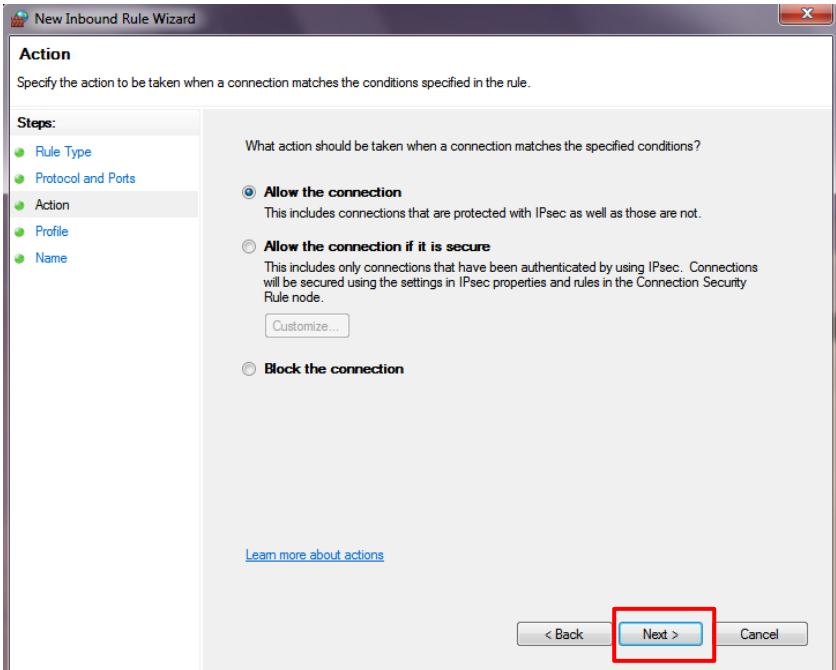 New Inbound Rule Wizard
X
Action
Specify the action to be taken when a connection matches the conditions specified in the rule.
Steps:
Rule Type
Protocol and Ports
Action
Profile
Name
What action should be taken when a connection matches the specified conditions?
Allow the connection
This includes connections that are protected with IPsec as well as those are not.
Allow the connection if it is secure
This includes only connections that have been authenticated by using IPsec. Connections
will be secured using the settings in IPsec properties and rules in the Connection Security
Rule node.
Customize...
Block the connection
Learn more about actions
< Back
Next >
Cancel